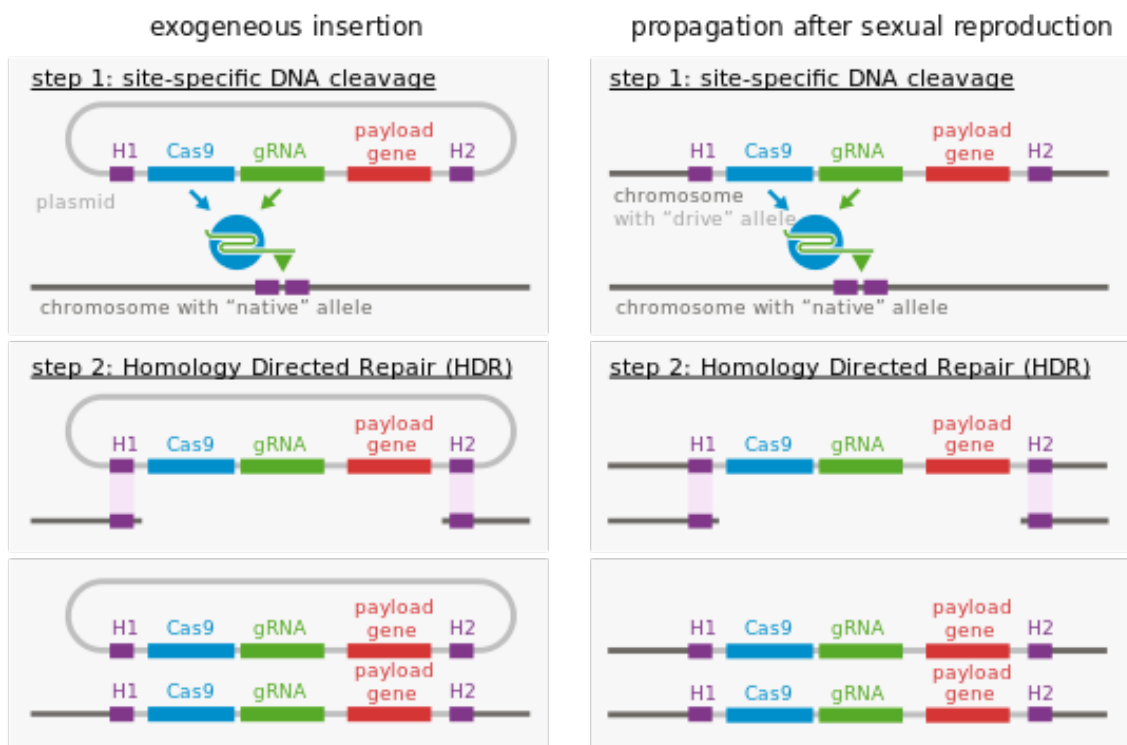 exogeneous insertion
step 1: site-specific DNA cleavage
payload
H1 Cas9 gRNA gene H2
plasmid
chromosome with “native” allele
step 2: Homology Directed Repair (HDR)
payload
H1 Cas9 gRNA gene H2
payload
H1 Cas9 gRNA gene H2
payload
H1 Cas9 gRNA gene H2
propagation after sexual reproduction
step 1: site-specific DNA cleavage
payload
H1 Cas9 gRNA gene H2
chromosome
with “drive” allele
chromosome with “native” allele
step 2: Homology Directed Repair (HDR)
payload
H1 Cas9 gRNA gene H2
payload
H1 Cas9 gRNA gene H2
payload
H1 Cas9 gRNA gene H2